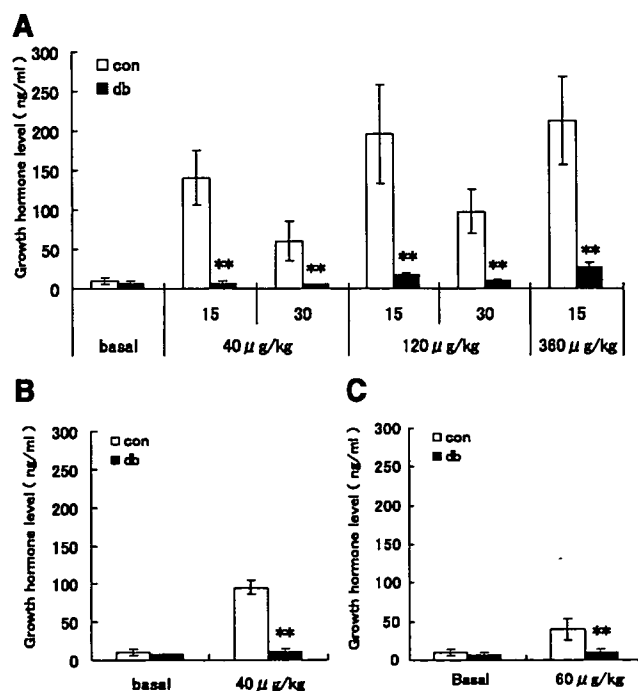 A
Growth hormone level ( ng/ml )
300
250
200
150
100
50
0
con
db
** ** ** ** **
15 30 15 30 15
basal 40 μ g/kg 120 μ g/kg 360 μ g/kg
B
Growth hormone level ( ng/ml )
300
250
200
150
100
50
0
con
db
**
basal 40 μ g/kg
C
Growth hormone level ( ng/ml )
300
250
200
150
100
50
0
con
db
**
Basal 60 μ g/kg